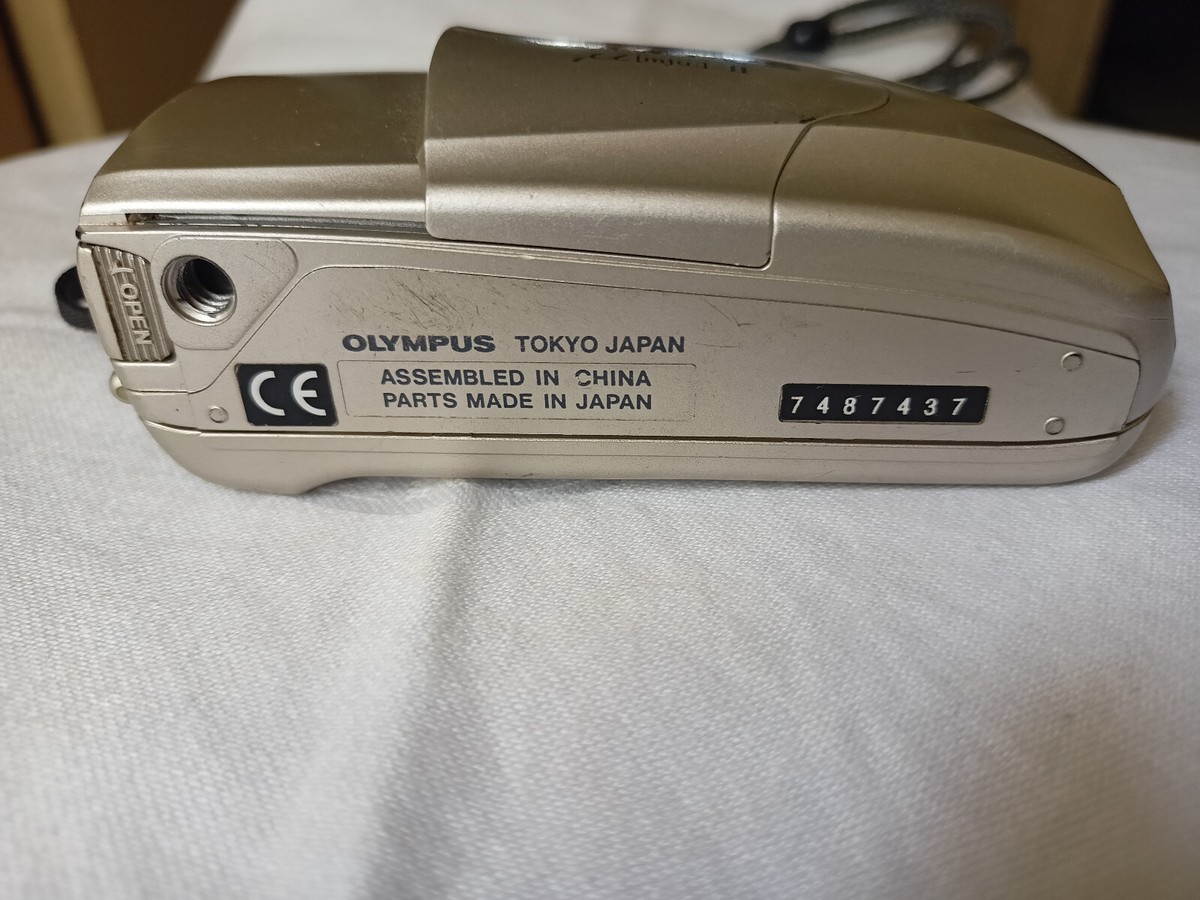 OPEN
OLYMPUS TOKYO JAPAN
CE
ASSEMBLED IN CHINA
PARTS MADE IN JAPAN
7487437